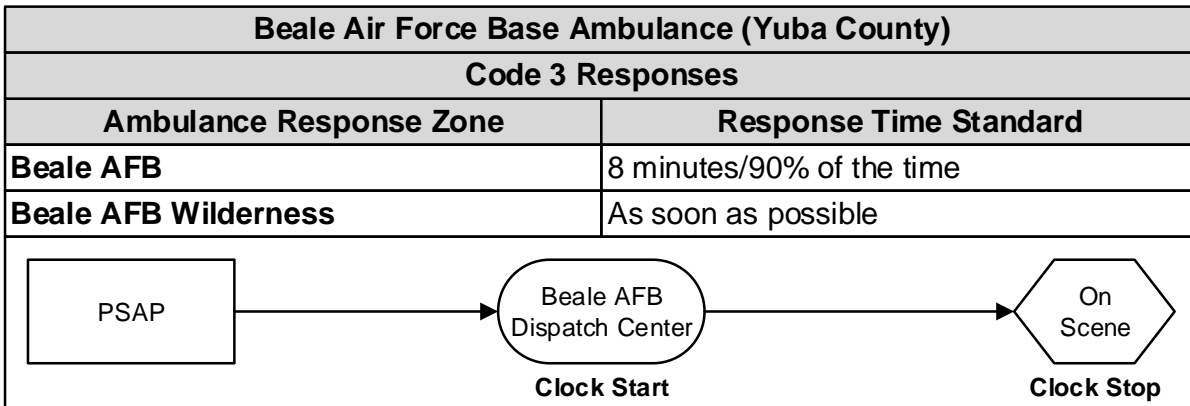 Beale Air Force Base Ambulance (Yuba County)
Code 3 Responses
Ambulance Response Zone Response Time Standard
Beale AFB 8 minutes/90% of the time
Beale AFB Wilderness As soon as possible
PSAP
Beale AFB
Dispatch Center
On
Scene
Clock Start Clock Stop